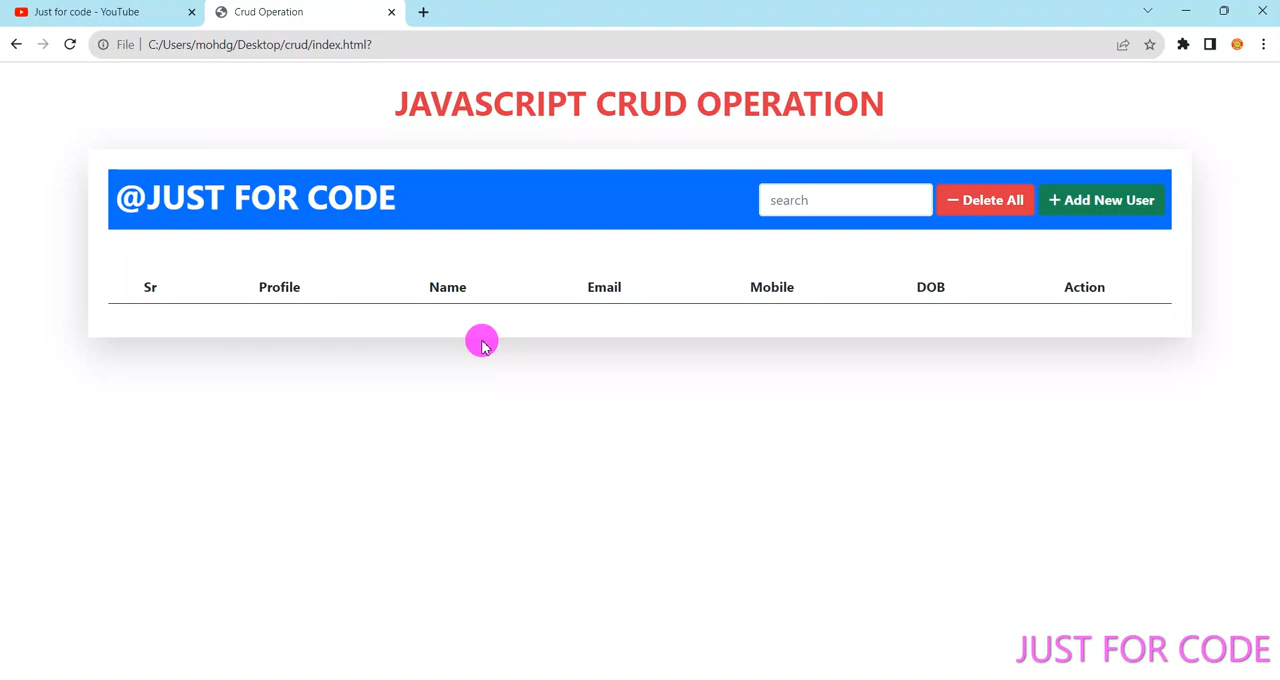 Just for code - YouTube
Crud Operation
File
C:/Users/mohdg/Desktop/crud/index.html?
JAVASCRIPT CRUD OPERATION
@JUST FOR CODE
search
Delete All
Add New User
Sr Profile Name Email Mobile DOB Action
JUST FOR CODE